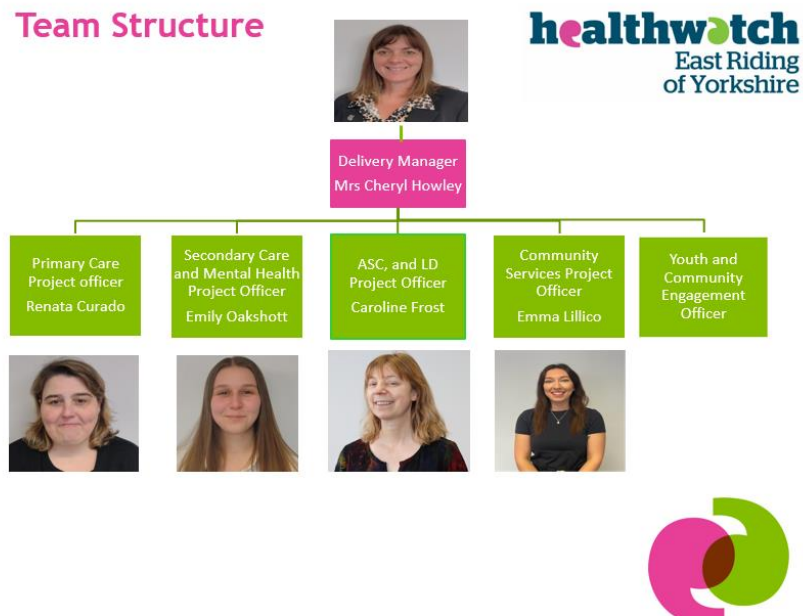 Team Structure
healthwatch
East Riding
of Yorkshire
Delivery Manager
Mrs Cheryl Howley
Primary Care
Project officer
Renata Curado
Secondary Care
and Mental Health
Project Officer
Emily Oakshott
ASC, and LD
Project Officer
Caroline Frost
Community
Services Project
Officer
Emma Lillico
Youth and
Community
Engagement
Officer